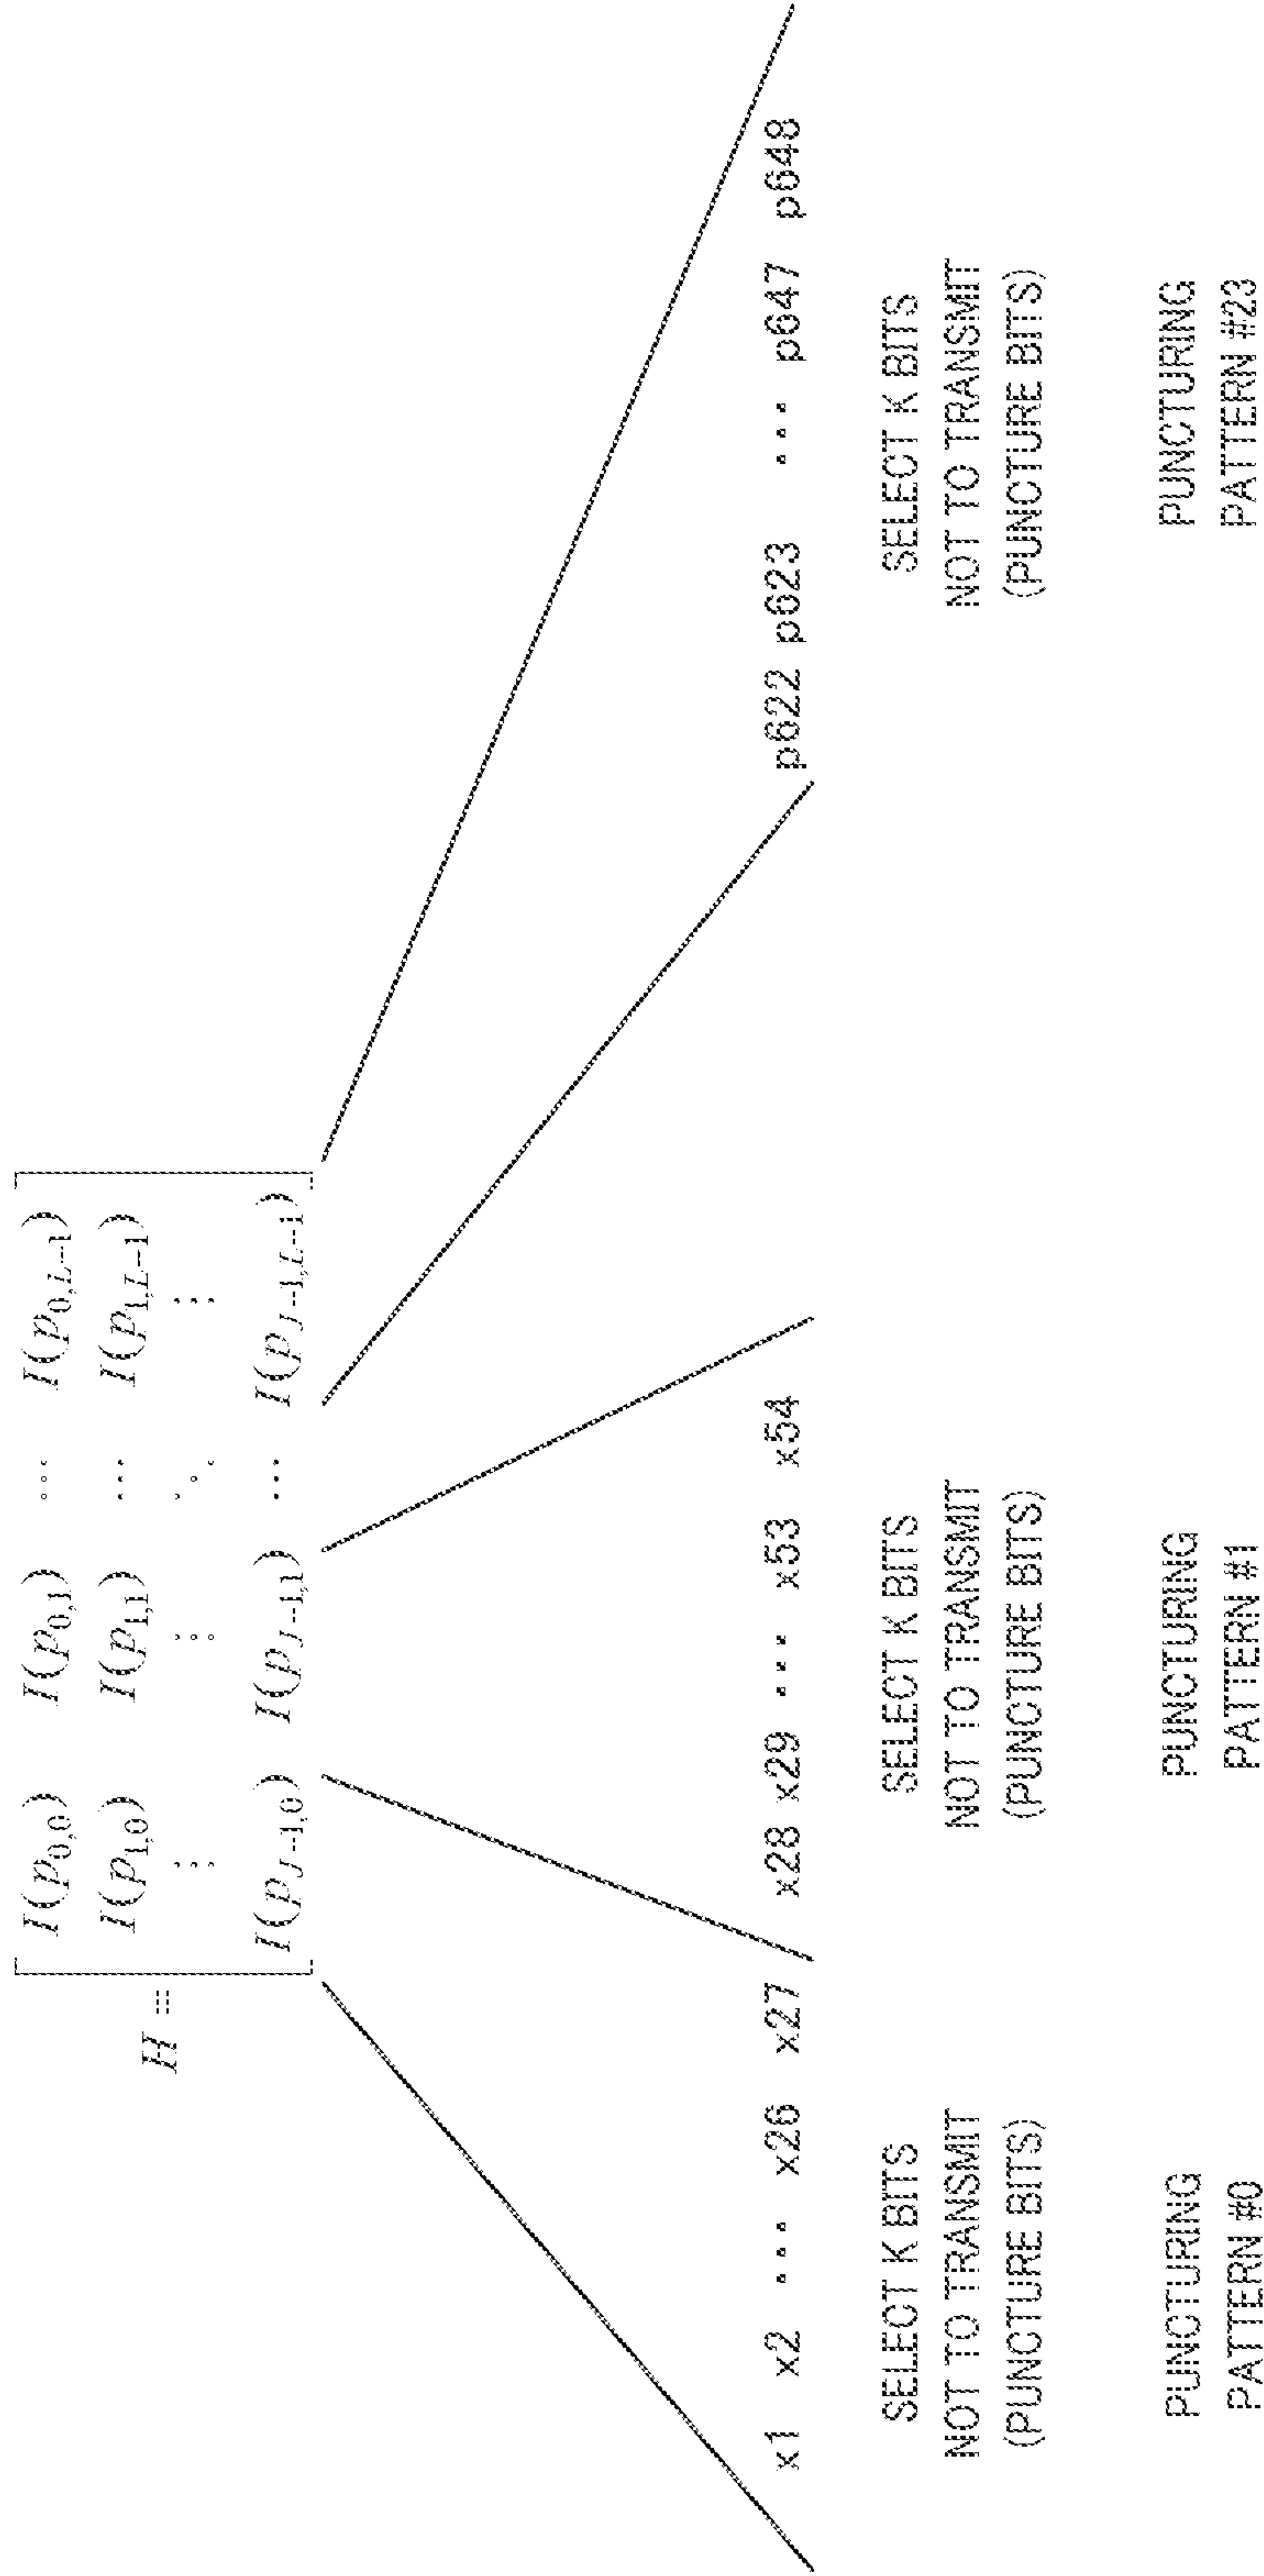 I(p0,0) I(p0,1) ... I(p0,L−1)
H = I(p1,0) I(p1,1) ... I(p1,L−1)
⋮ ⋮ ⋱ ⋮
I(pJ−1,0) I(pJ−1,1) ... I(pJ−1,L−1)
x1 x2 ... x26 x27
SELECT K BITS
NOT TO TRANSMIT
(PUNCTURE BITS)
PUNCTURING
PATTERN #0
x28 x29 ... x53 x54
SELECT K BITS
NOT TO TRANSMIT
(PUNCTURE BITS)
PUNCTURING
PATTERN #1
p622 p623 ... p647 p648
SELECT K BITS
NOT TO TRANSMIT
(PUNCTURE BITS)
PUNCTURING
PATTERN #23